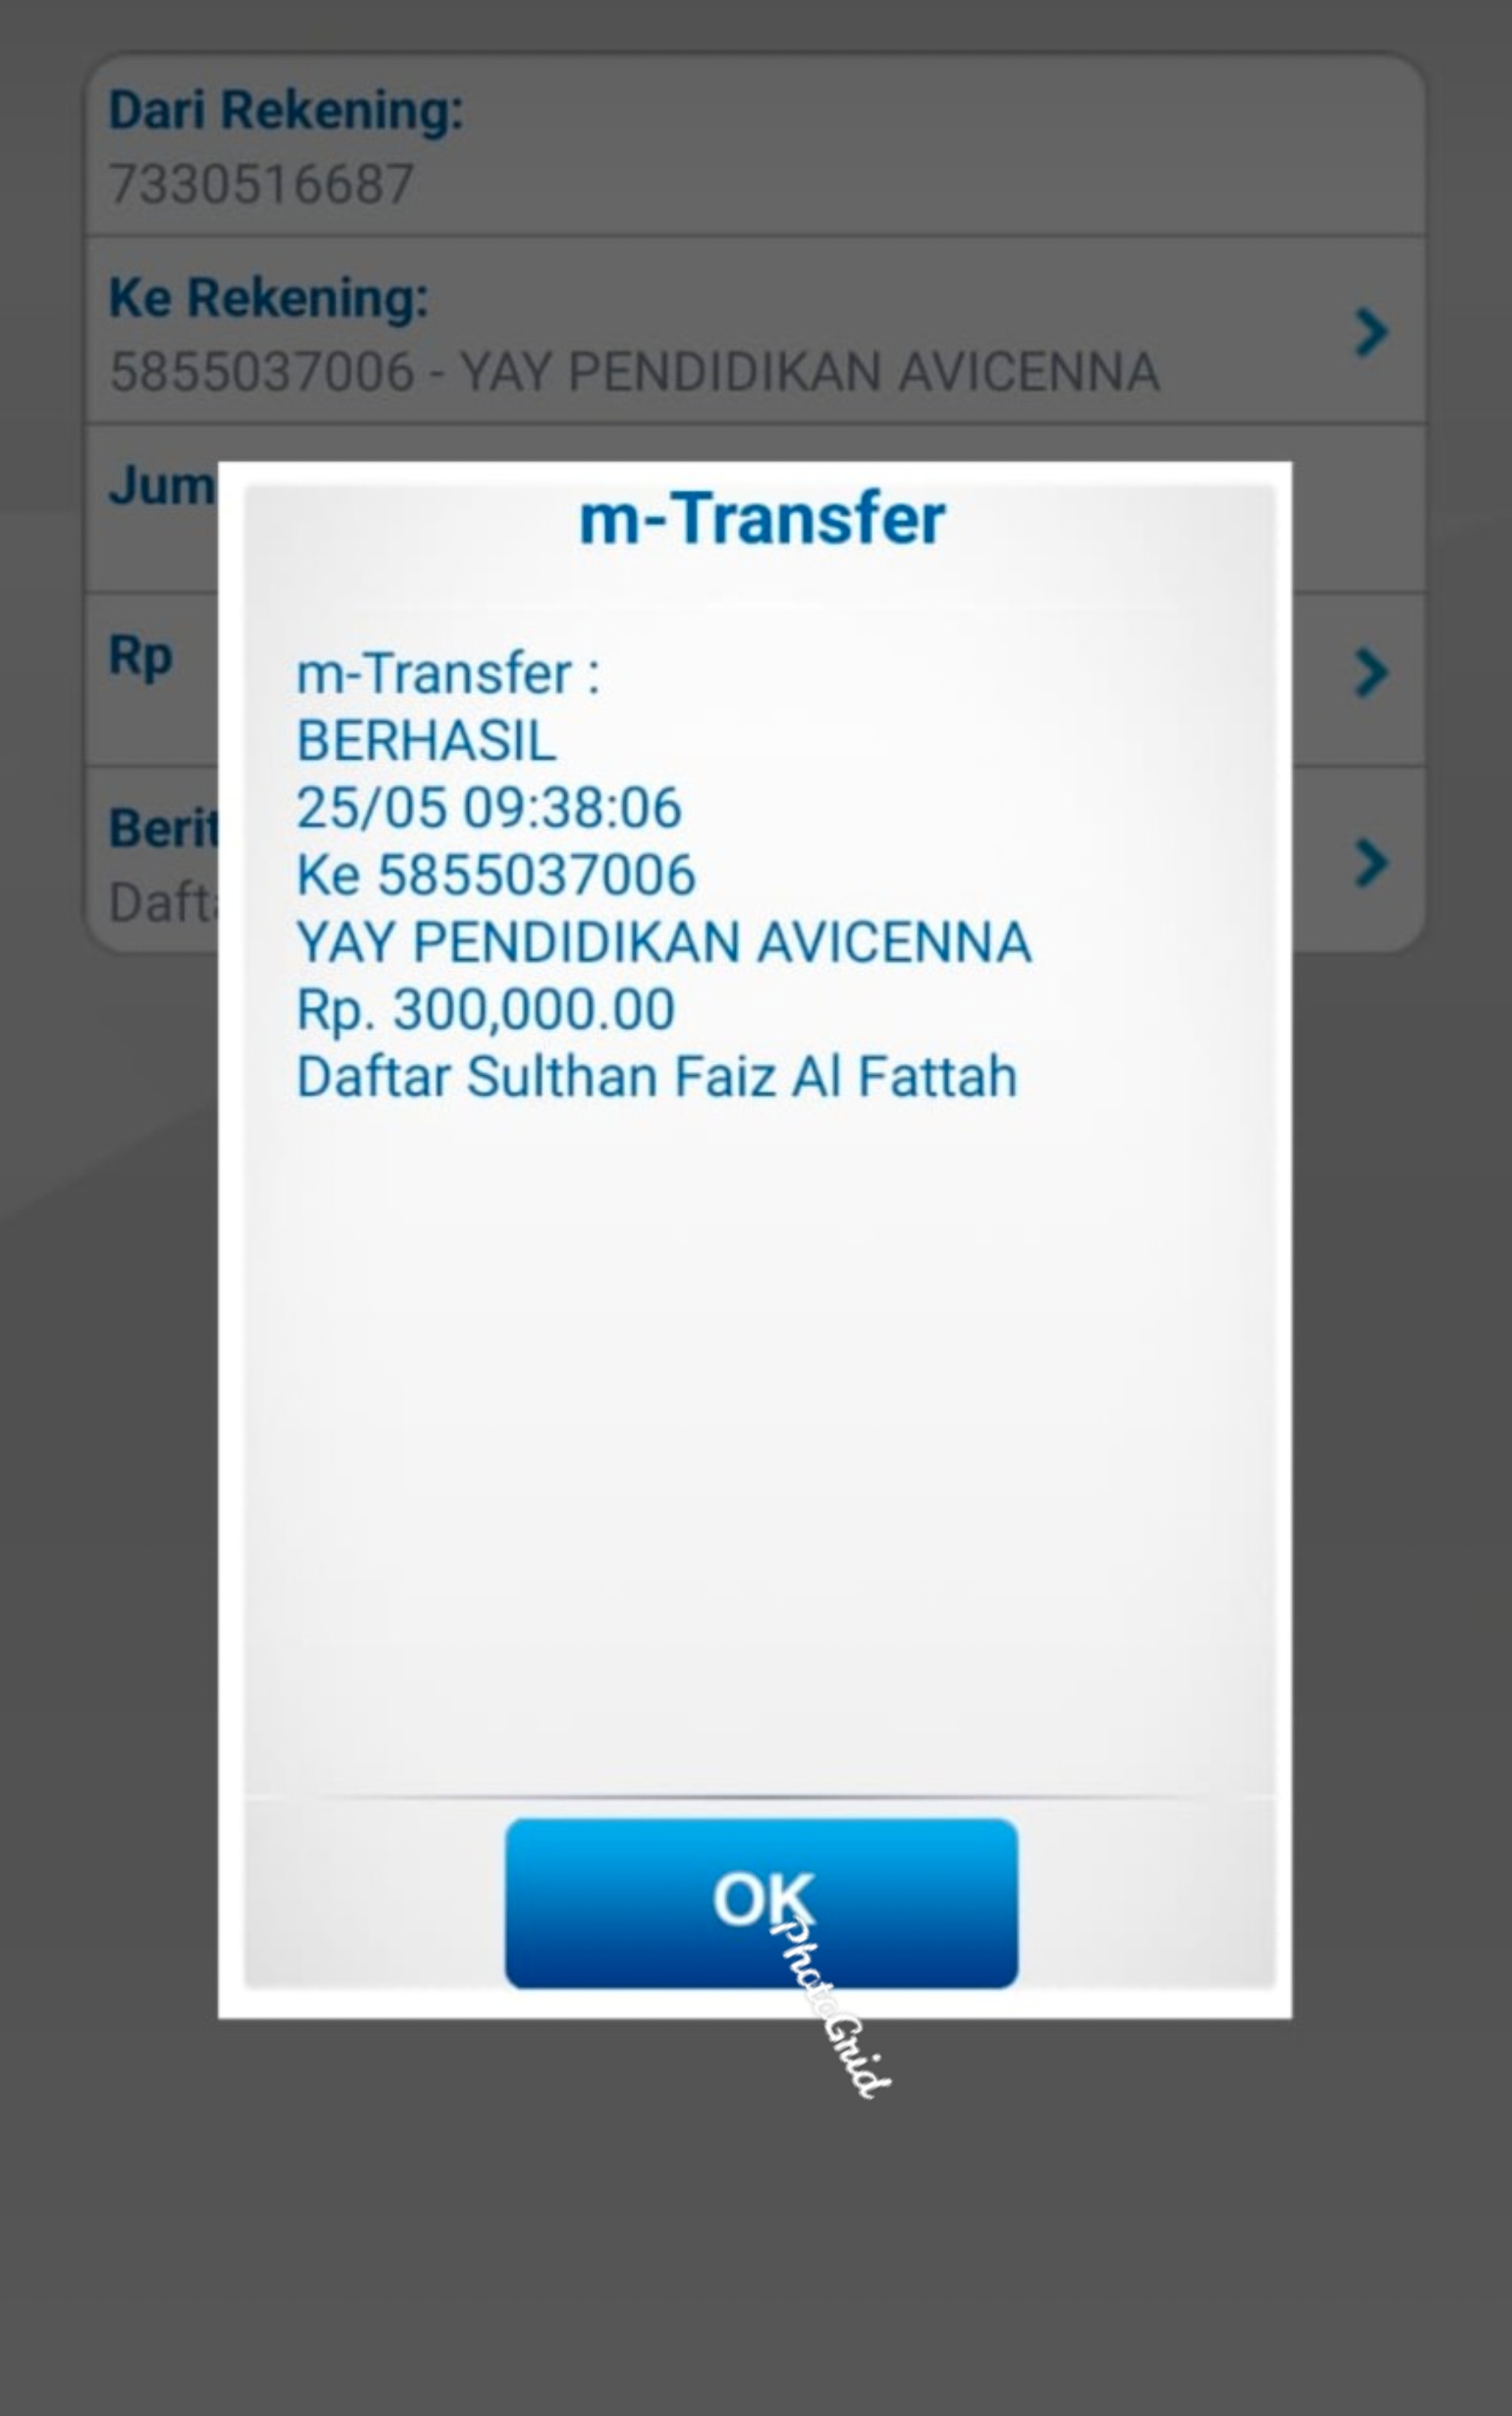 Dari Rekening:
7330516687
Ke Rekening:
5855037006 - YAY PENDIDIKAN AVICENNA
Jum
Rp
Berit
Dafta
m-Transfer
m-Transfer :
BERHASIL
25/05 09:38:06
Ke 5855037006
YAY PENDIDIKAN AVICENNA
Rp. 300,000.00
Daftar Sulthan Faiz Al Fattah
OK
PhotoGrid